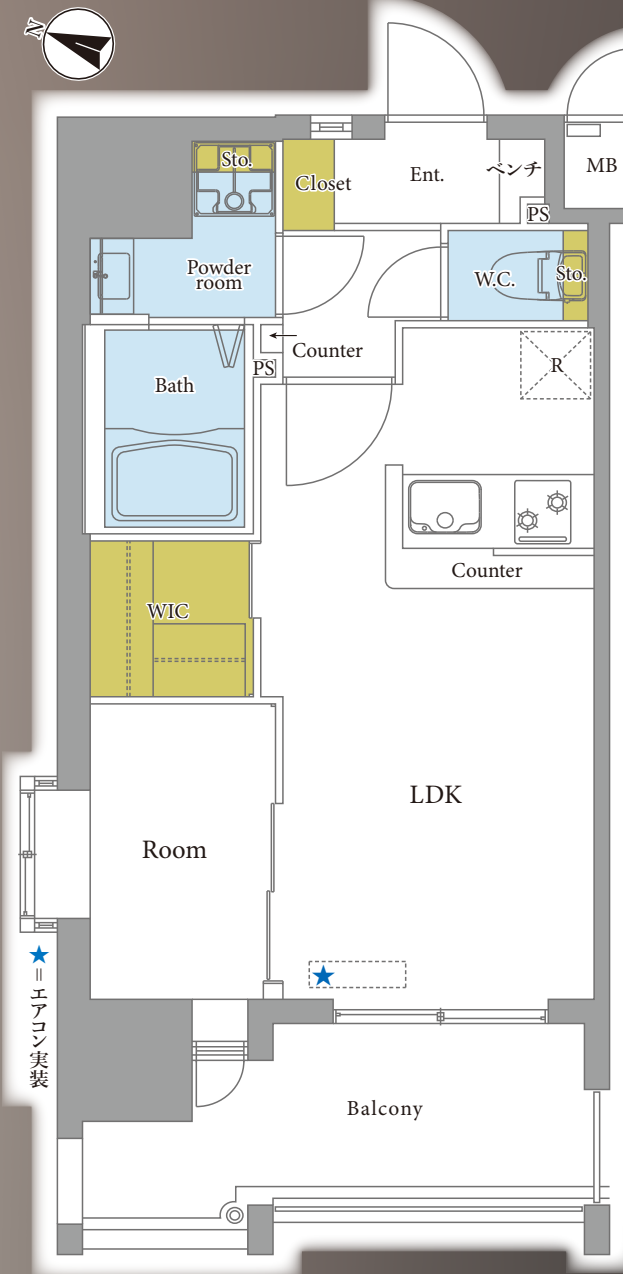 N
Sto.
Closet
Ent.
ベンチ
MB
PS
Powder
room
W.C.
Sto.
Counter
PS
Bath
R
Counter
WIC
LDK
Room
★
★=エアコン実装
Balcony